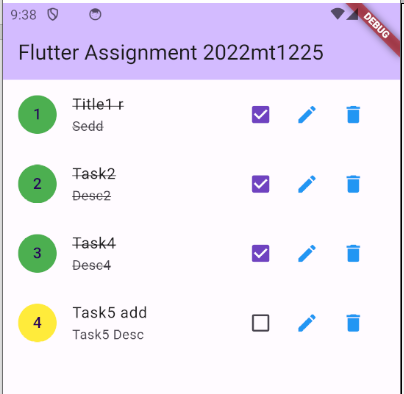 9:38
DEBUG
Flutter Assignment 2022mt1225
1
Title1 r
Sedd
2
Task2
Desc2
3
Task4
Desc4
4
Task5 add
Task5 Desc